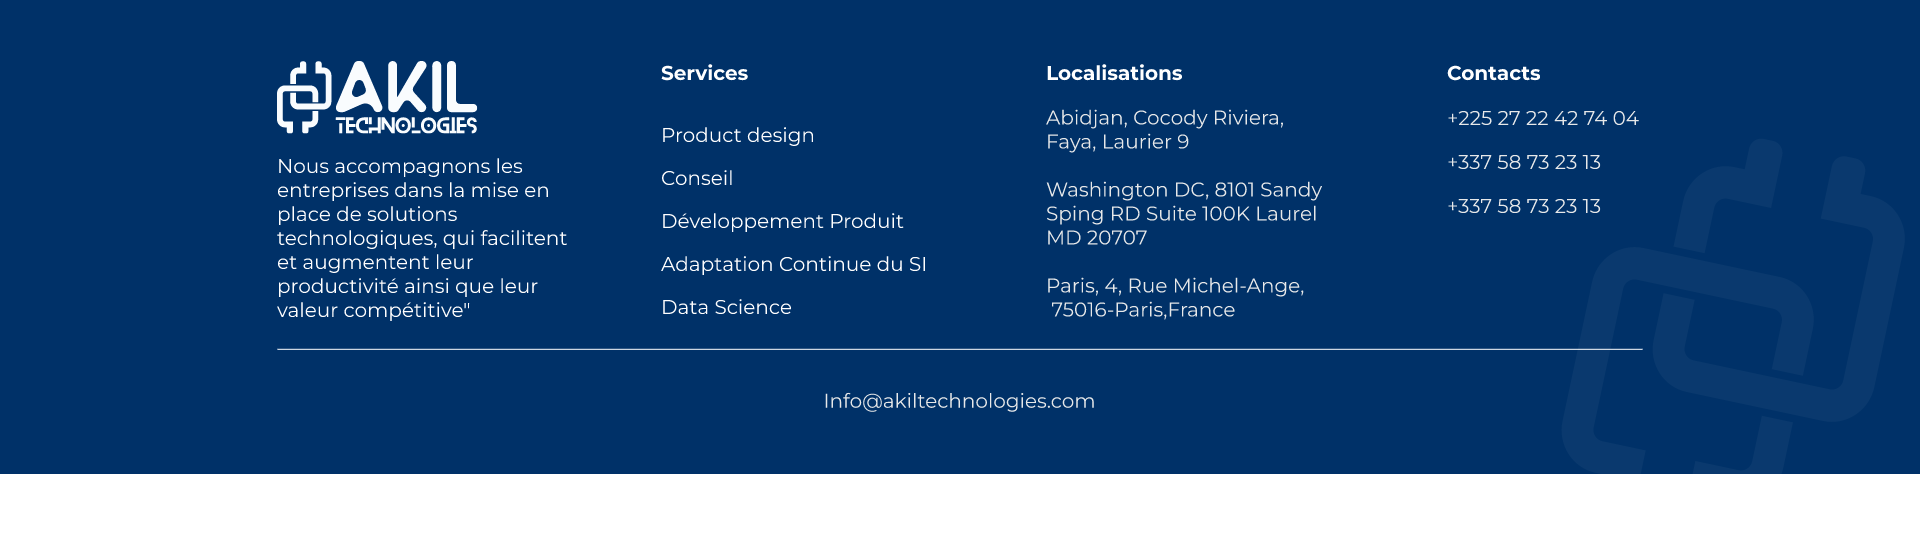 AKIL
TECHNOLOGIES
Nous accompagnons les
entreprises dans la mise en
place de solutions
technologiques, qui facilitent
et augmentent leur
productivité ainsi que leur
valeur compétitive"
Services
Product design
Conseil
Développement Produit
Adaptation Continue du SI
Data Science
Localisations
Abidjan, Cocody Riviera,
Faya, Laurier 9
Washington DC, 8101 Sandy
Sping RD Suite 100K Laurel
MD 20707
Paris, 4, Rue Michel-Ange,
75016-Paris,France
Contacts
+225 27 22 42 74 04
+337 58 73 23 13
+337 58 73 23 13
Info@akiltechnologies.com